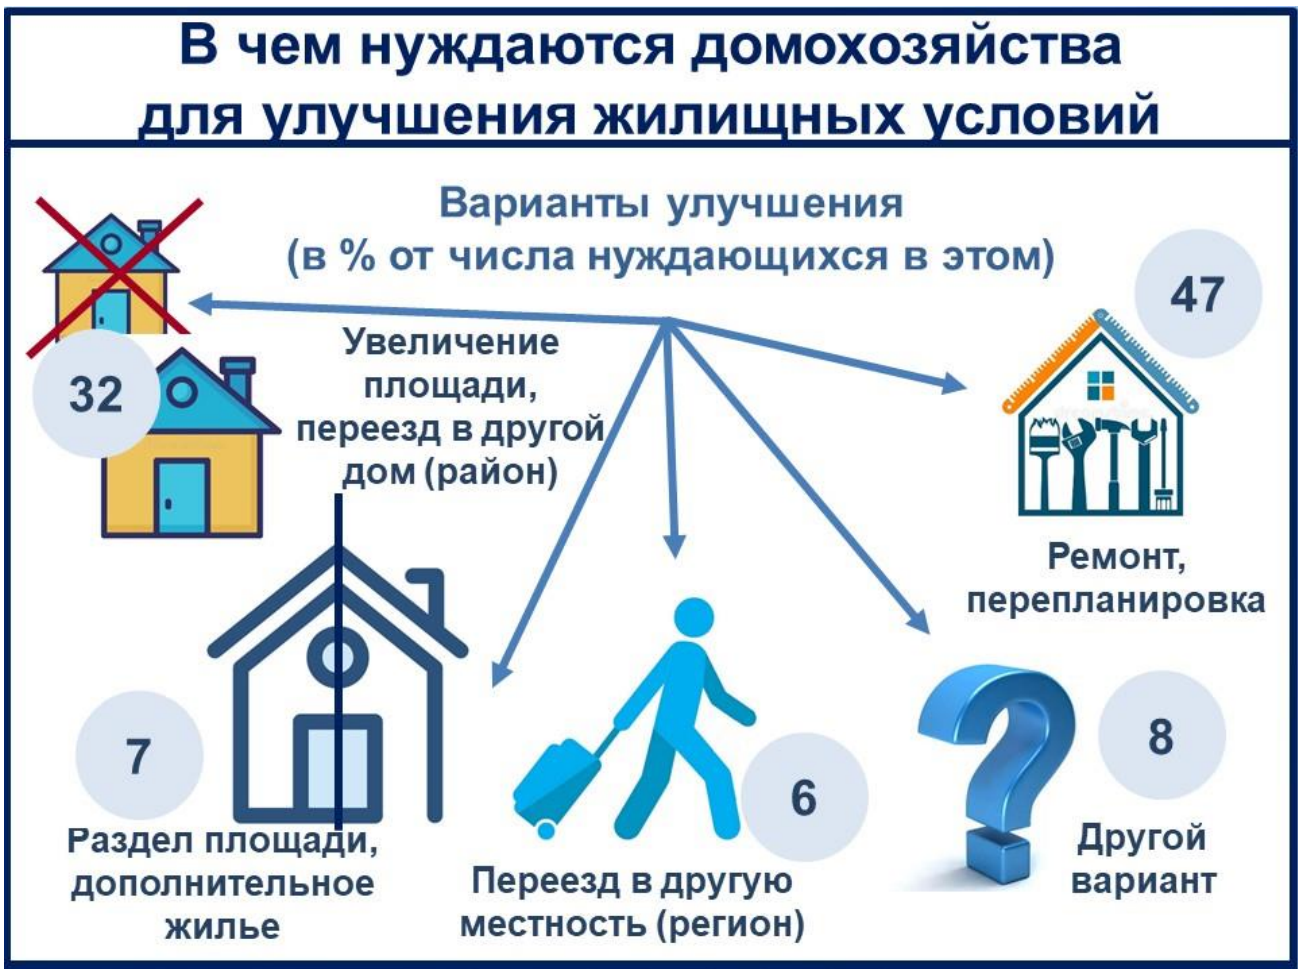 В чем нуждаются домохозяйства
для улучшения жилищных условий
Варианты улучшения
(в % от числа нуждающихся в этом)
32
Увеличение
площади,
переезд в другой
дом (район)
47
Ремонт,
перепланировка
7
Раздел площади,
дополнительное
жилье
6
Переезд в другую
местность (регион)
8
Другой
вариант